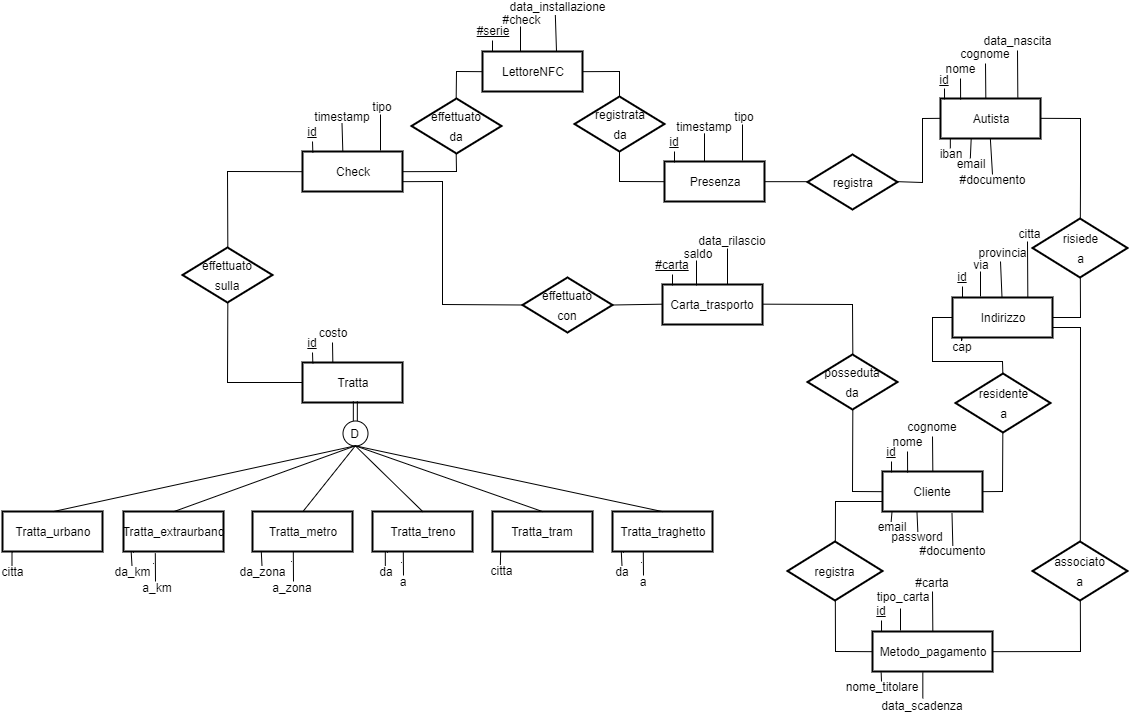 data_installazione
#check
#serie
LettoreNFC
data_nascita
cognome
nome
id
Autista
iban
email
#documento
tipo
timestamp
id
Check
effettuato
da
registrata
da
timestamp
tipo
id
Presenza
registra
citta
provincia
via
id
Indirizzo
cap
risiede
a
data_rilascio
saldo
#carta
Carta_trasporto
effettuato
sulla
effettuato
con
costo
id
Tratta
D
posseduta
da
residente
a
cognome
nome
id
Cliente
email
password
#documento
Tratta_urbano
citta
Tratta_extraurbano
da_km
a_km
Tratta_metro
da_zona
a_zona
Tratta_treno
da
a
Tratta_tram
citta
Tratta_traghetto
da
a
registra
associato
a
#carta
tipo_carta
id
Metodo_pagamento
nome_titolare
data_scadenza